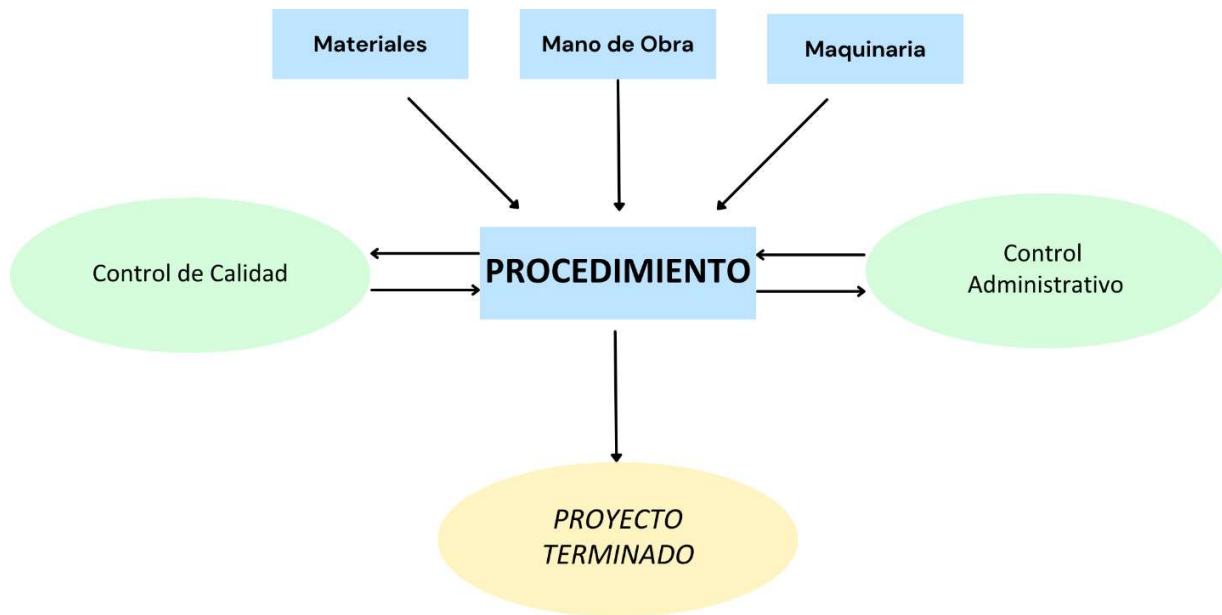 Materiales
Mano de Obra
Maquinaria
Control de Calidad
PROCEDIMIENTO
Control
Administrativo
PROYECTO
TERMINADO